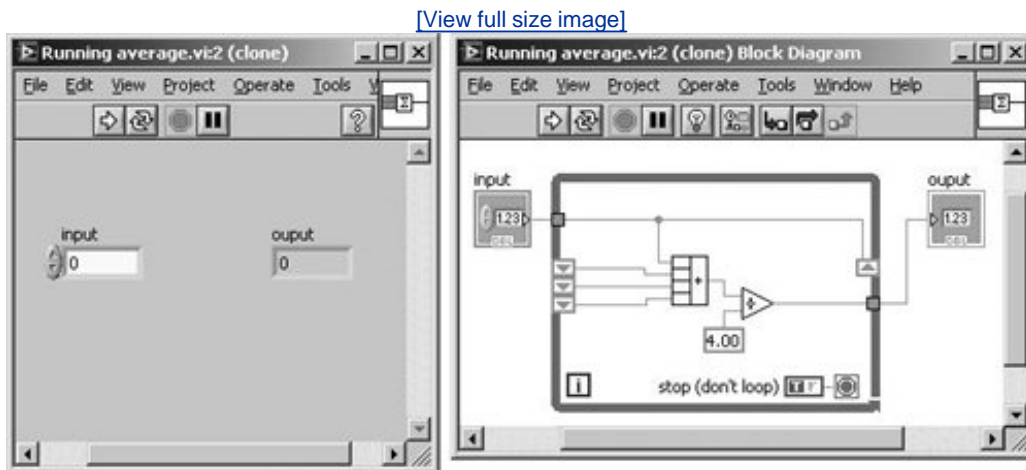 [View full size image]
Running average.vi:2 (clone)
File Edit View Project Operate Tools
Σ
input
0
ouput
0
Running average.vi:2 (clone) Block Diagram
File Edit View Project Operate Tools Window Help
Σ
input
1.23
DBL
ouput
1.23
DBL
+
÷
4.00
i
stop (don't loop) T F